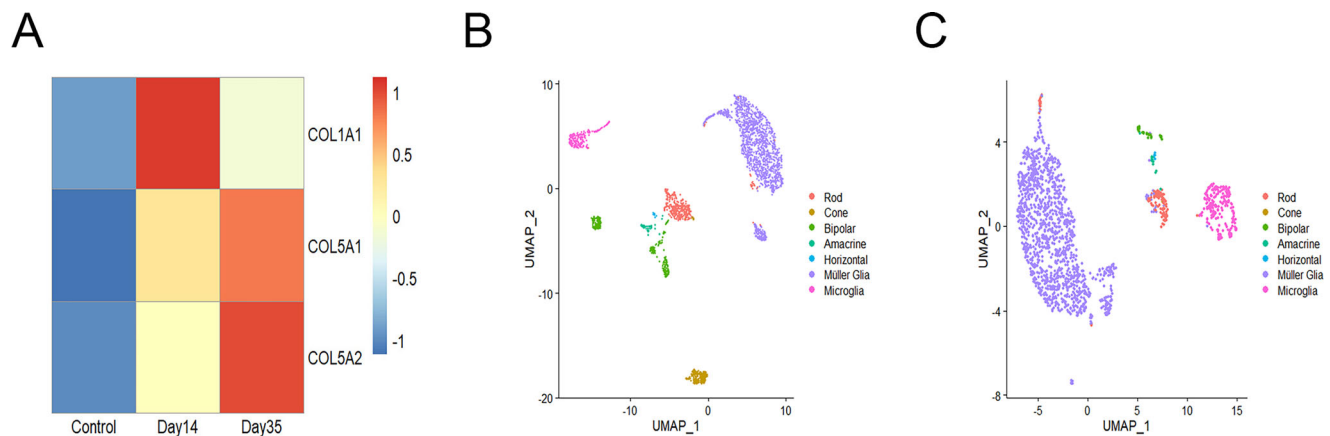 A
1
0.5
0
-0.5
-1
COL1A1
COL5A1
COL5A2
Control Day14 Day35
B
10
0
-10
-20
UMAP_2
-10 0 10
UMAP_1
Rod
Cone
Bipolar
Amacrine
Horizontal
Müller Glia
Microglia
C
4
0
-4
-8
UMAP_2
-5 0 5 10 15
UMAP_1
Rod
Cone
Bipolar
Amacrine
Horizontal
Müller Glia
Microglia